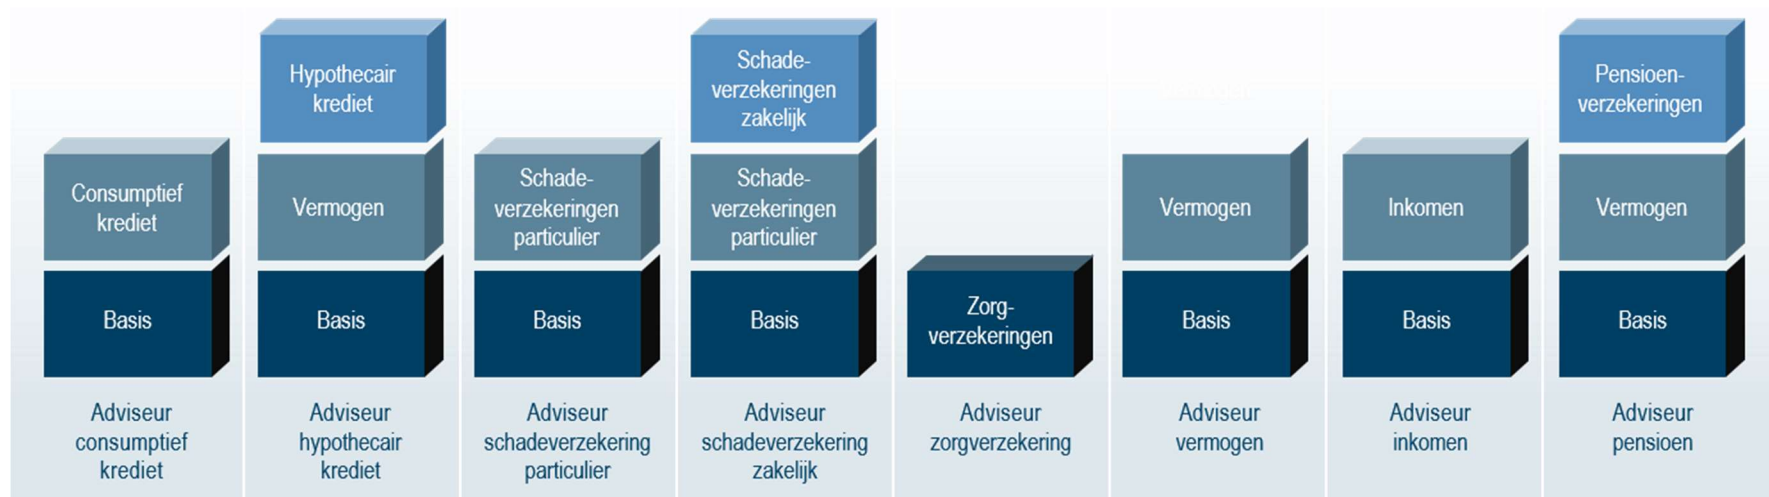 Hypothecair
krediet
Schade-
verzekeringen
zakelijk
Pensioen-
verzekeringen
Consumptief
krediet
Vermogen
Schade-
verzekeringen
particulier
Schade-
verzekeringen
particulier
Vermogen
Inkomen
Vermogen
Basis
Basis
Basis
Basis
Zorg-
verzekeringen
Basis
Basis
Basis
Adviseur
consumptief
krediet
Adviseur
hypothecair
krediet
Adviseur
schadeverzekering
particulier
Adviseur
schadeverzekering
zakelijk
Adviseur
zorgverzekering
Adviseur
vermogen
Adviseur
inkomen
Adviseur
pensioen